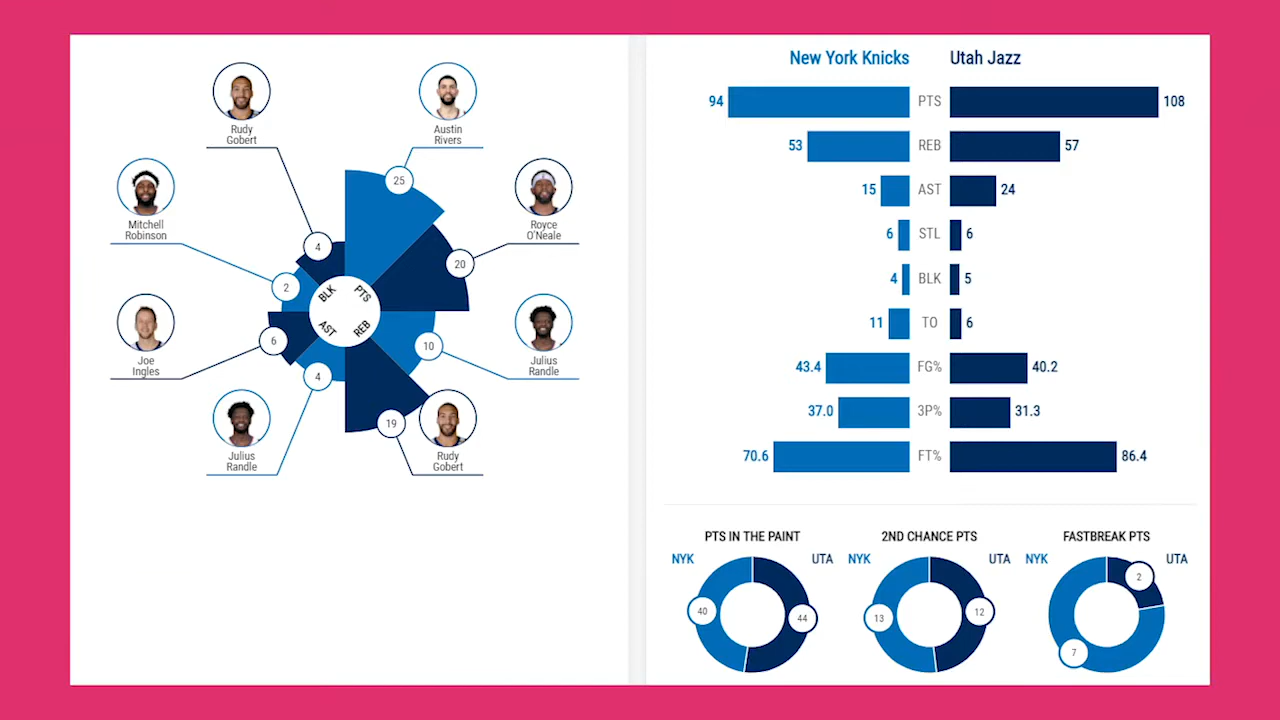 Rudy
Gobert
Austin
Rivers
25
Mitchell
Robinson
Royce
O'Neale
4
20
2
BLK
PTS
AST
REB
Joe
Ingles
6
10
Julius
Randle
4
19
Julius
Randle
Rudy
Gobert
New York Knicks Utah Jazz
94 PTS 108
53 REB 57
15 AST 24
6 STL 6
4 BLK 5
11 TO 6
43.4 FG% 40.2
37.0 3P% 31.3
70.6 FT% 86.4
PTS IN THE PAINT
NYK UTA
40 44
2ND CHANCE PTS
NYK UTA
13 12
FASTBREAK PTS
NYK UTA
2
7